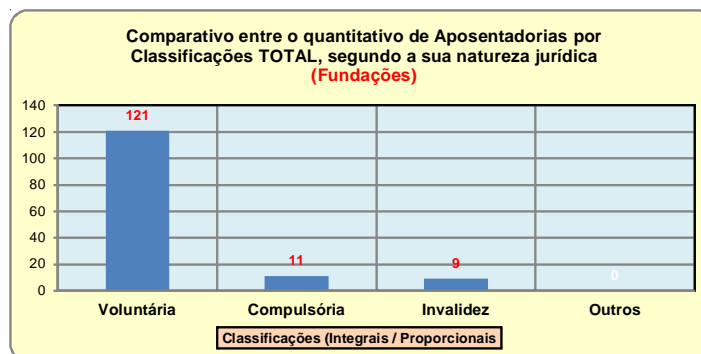 Comparativo entre o quantitativo de Aposentadorias por
Classificações TOTAL, segundo a sua natureza jurídica
(Fundações)
140
120
100
80
60
40
20
0
121
11
9
0
Voluntária
Compulsória
Invalidez
Outros
Classificações (Integrais / Proporcionais